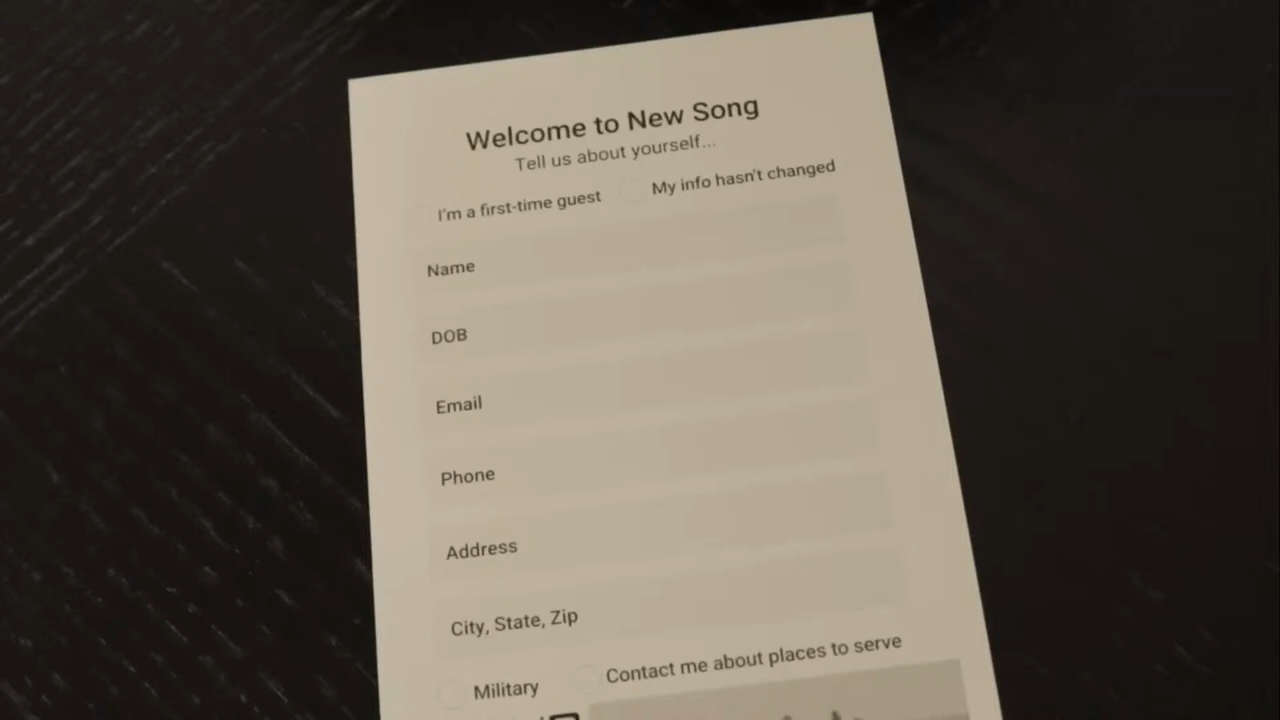 Welcome to New Song
Tell us about yourself...
I'm a first-time guest My info hasn't changed
Name
DOB
Email
Phone
Address
City, State, Zip
Military Contact me about places to serve